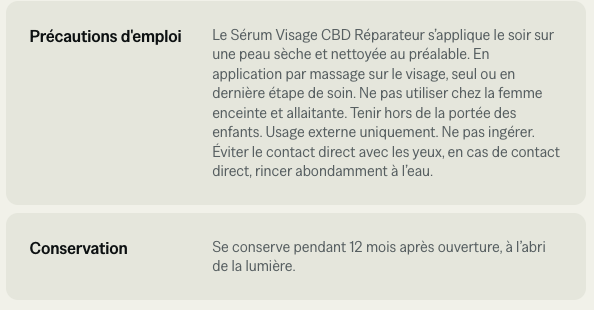 Précautions d'emploi
Le Sérum Visage CBD Réparateur s'applique le soir sur
une peau sèche et nettoyée au préalable. En
application par massage sur le visage, seul ou en
dernière étape de soin. Ne pas utiliser chez la femme
enceinte et allaitante. Tenir hors de la portée des
enfants. Usage externe uniquement. Ne pas ingérer.
Éviter le contact direct avec les yeux, en cas de contact
direct, rincer abondamment à l'eau.
Conservation
Se conserve pendant 12 mois après ouverture, à l'abri
de la lumière.